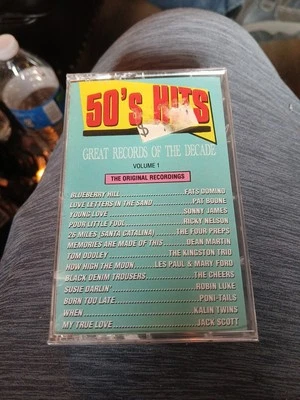 50's HITS
$
GREAT RECORDS OF THE DECADE
VOLUME 1
THE ORIGINAL RECORDINGS
BLUEBERRY HILL FATS DOMINO
LOVE LETTERS IN THE SAND PAT BOONE
YOUNG LOVE SONNY JAMES
POOR LITTLE FOOL RICKY NELSON
26 MILES (SANTA CATALINA) THE FOUR PREPS
MEMORIES ARE MADE OF THIS DEAN MARTIN
TOM DOOLEY THE KINGSTON TRIO
HOW HIGH THE MOON LES PAUL & MARY FORD
BLACK DENIM TROUSERS THE CHEERS
SUSIE DARLIN' ROBIN LUKE
BORN TOO LATE PONI-TAILS
WHEN KALIN TWINS
MY TRUE LOVE JACK SCOTT